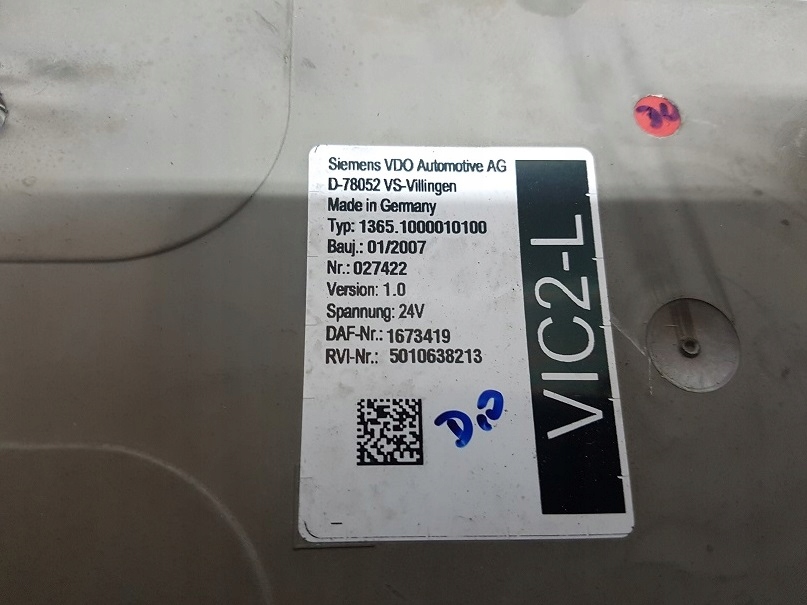 Siemens VDO Automotive AG
D-78052 VS-Villingen
Made in Germany
Typ: 1365.1000010100
Bauj.: 01/2007
Nr.: 027422
Version: 1.0
Spannung: 24V
DAF-Nr.: 1673419
RVI-Nr.: 5010638213
VIC2-L